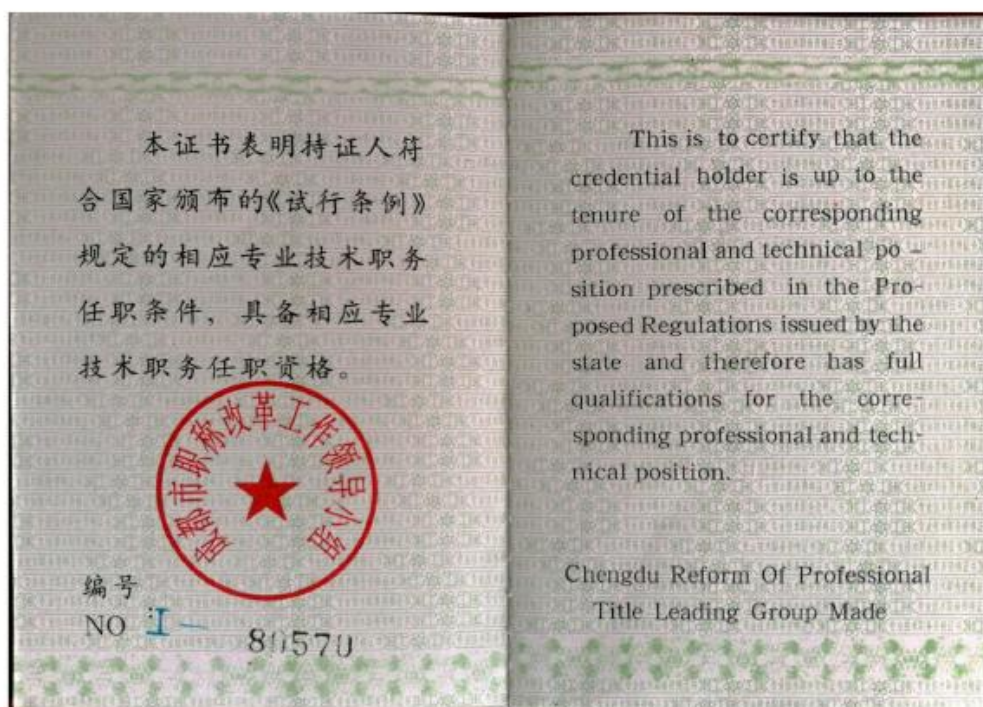 本证书表明持证人符
合国家颁布的《试行条例》
规定的相应专业技术职务
任职条件、具备相应专业
技术职务任职资格。
成都市职称改革工作领导小组
编号
NO :I— 80570
This is to certify that the
credential holder is up to the
tenure of the corresponding
professional and technical po-
sition prescribed in the Pro-
posed Regulations issued by the
state and therefore has full
qualifications for the corre-
sponding professional and tech-
nical position.
Chengdu Reform Of Professional
Title Leading Group Made